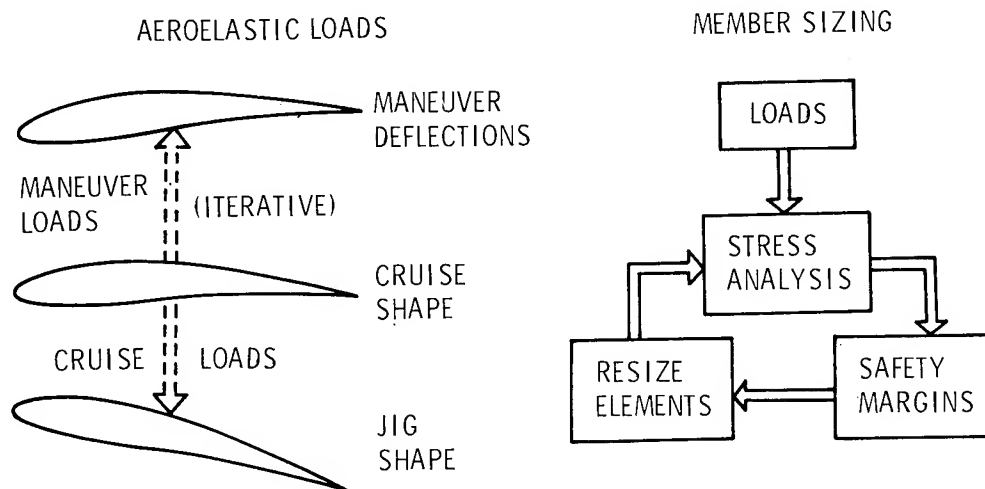 AEROELASTIC LOADS
MANEUVER
DEFLECTIONS
MANEUVER
LOADS
(ITERATIVE)
CRUISE
SHAPE
CRUISE LOADS
JIG
SHAPE
MEMBER SIZING
LOADS
STRESS
ANALYSIS
RESIZE
ELEMENTS
SAFETY
MARGINS